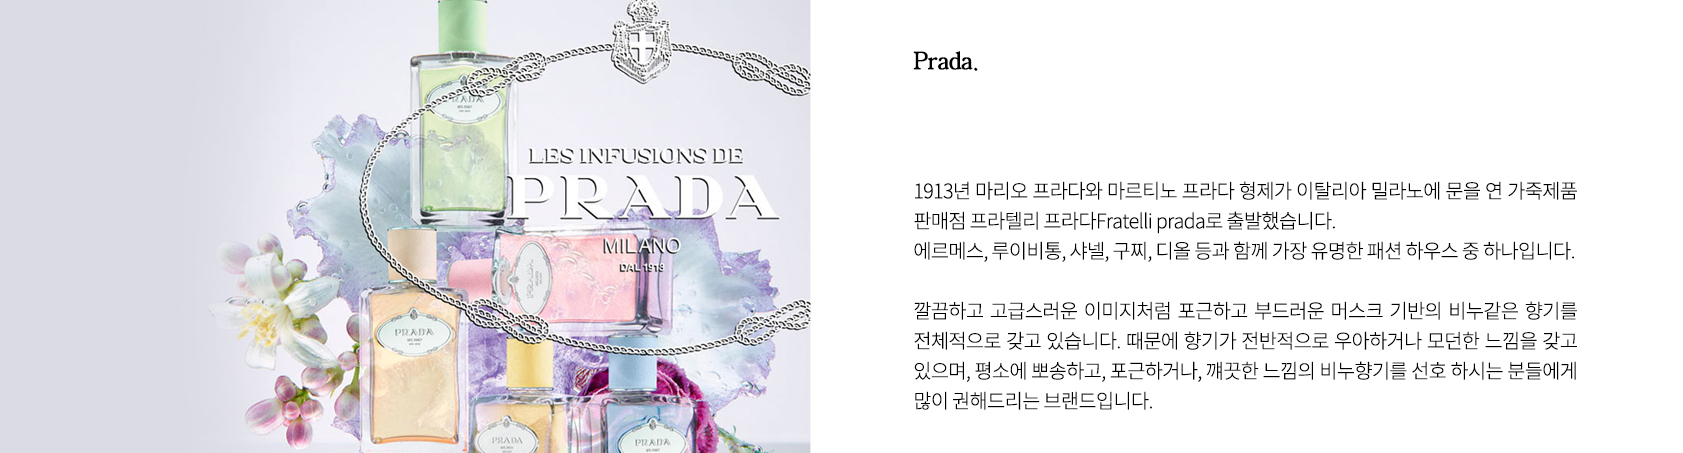 LES INFUSIONS DE
PRADA
MILANO
DAL 1913
PRADA
PRADA
PRADA
PRADA
Prada.
1913년 마리오 프라다와 마르티노 프라다 형제가 이탈리아 밀라노에 문을 연 가죽제품
판매점 프라텔리 프라다Fratelli prada로 출발했습니다.
에르메스, 루이비통, 샤넬, 구찌, 디올 등과 함께 가장 유명한 패션 하우스 중 하나입니다.
깔끔하고 고급스러운 이미지처럼 포근하고 부드러운 머스크 기반의 비누같은 향기를
전체적으로 갖고 있습니다. 때문에 향기가 전반적으로 우아하거나 모던한 느낌을 갖고
있으며, 평소에 뽀송하고, 포근하거나, 깨끗한 느낌의 비누향기를 선호 하시는 분들에게
많이 권해드리는 브랜드입니다.